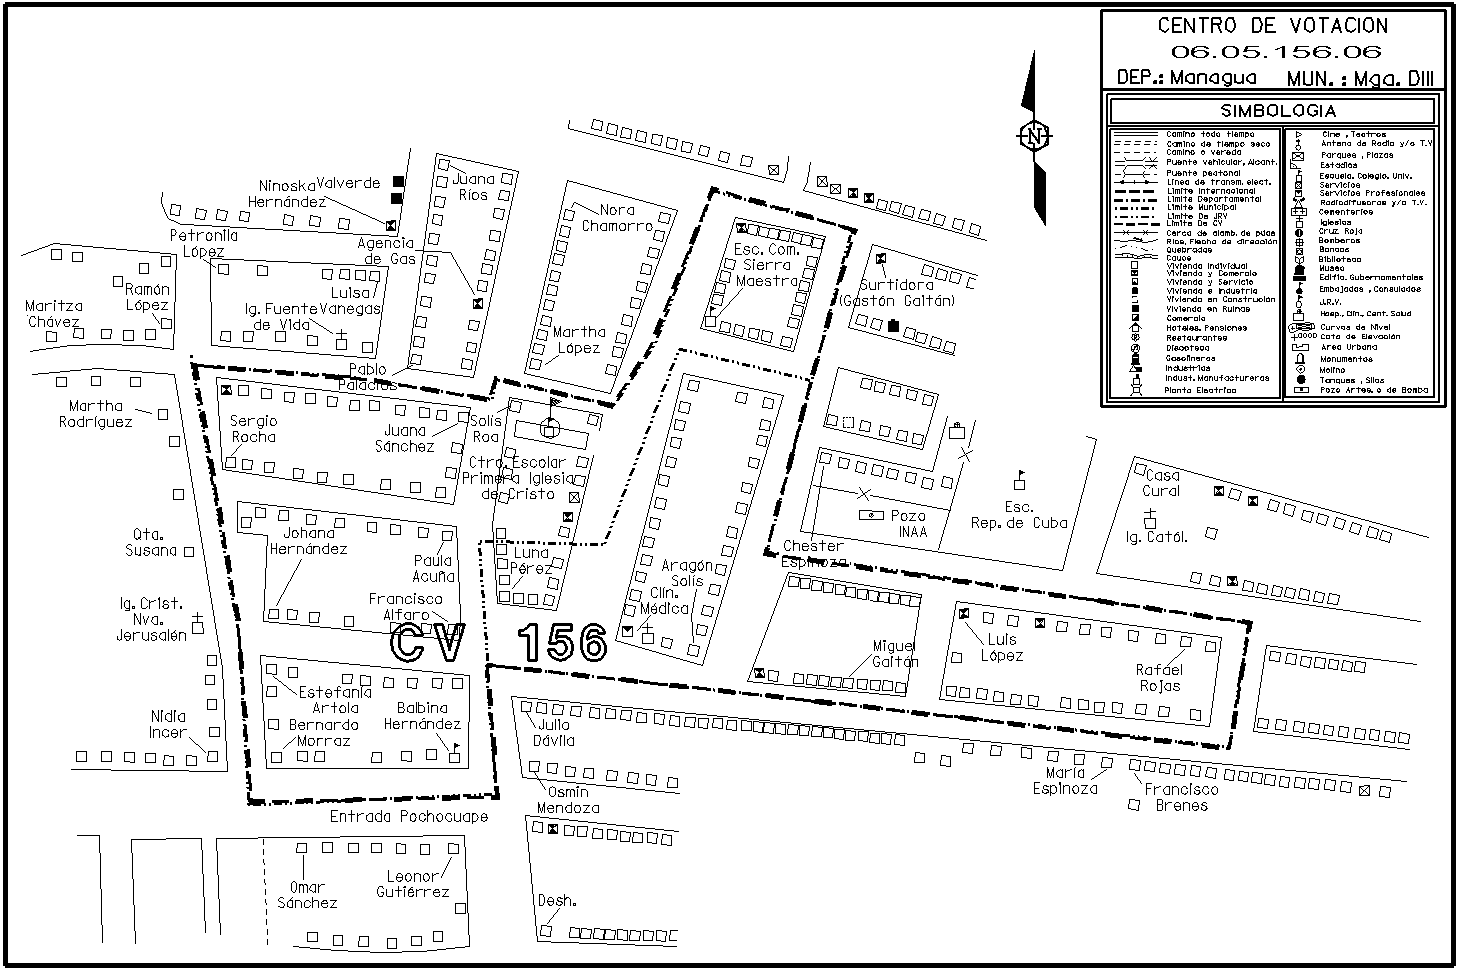 CENTRO DE VOTACION
06.05.156.06
DEP.: Managua MUN. : Mga. DIII
SIMBOLOGIA
Camino todo tiempo
Camino de tiempo seco
Camino o vereda
Puente vehicular, Alcant.
Puente peatonal
Linea de transm. elect.
Limite Internacional
Limite Departamental
Limite Municipal
Limite De JRV
Limite De CV
Cerca de alamb. de puas
Rios, Flecha de dirección
Quebradas
Cauce
Vivienda Individual
Vivienda y Comercio
Vivienda y Servicio
Vivienda e Industria
Vivienda en Construción
Vivienda en Ruinas
Comercio
Hoteles, Pensiones
Restaurantes
Discoteca
Gasolineras
Industrias
Indust. Manufactureras
Planta Electrica
Cine , Teatros
Antena de Radio y/o T.V
Parques , Plazas
Estadios
Escuela, Colegio, Univ.
Servicios
Servicios Profesionales
Radiodifusoras y/o T.V.
Cementerios
Iglesias
Cruz Roja
Bomberos
Bancos
Biblioteca
Museo
Edific. Gubernamentales
Embajadas , Consulados
J.R.V.
Hosp., Clin., Cent. Salud
Curvas de Nivel
Cota de Elevación
Area Urbana
Monumentos
Molino
Tanques , Silos
Pozo Artes. o de Bomba
N
Ninoska
Hernández
Valverde
Juana
Ríos
Nora
Chamorro
Petronila
López
Agencia
de Gas
Esc. Com.
Sierra
Maestra
Surtidora
(Gastón Gaitán)
Ramón
López
Maritza
Chávez
Luisa
Vanegas
Ig. Fuente
de Vida
Martha
López
Pablo
Palacios
Martha
Rodríguez
Sergio
Rocha
Juana
Sánchez
Solís
Roa
Ctro. Escolar
Primera Iglesia
de Cristo
Casa
Cural
Ig. Catól.
Esc.
Rep. de Cuba
Poza
INAA
Qta.
Susana
Johana
Hernández
Paula
Acuña
Luna
Pérez
Chester
Espinoza
Aragón
Solís
Clín.
Médica
Ig. Crist.
Nva.
Jerusalén
Francisca
Alfaro
CV 156
Miguel
Gaitán
Luis
López
Rafael
Rojas
Estefania
Artola
Bernarda
Morraz
Balbina
Hernández
Nidia
Incer
Julia
Dávila
María
Espinoza
Francisco
Brenes
Osmin
Mendoza
Entrada Pochocuape
Omar
Sánchez
Leonor
Gutiérrez
Desh.